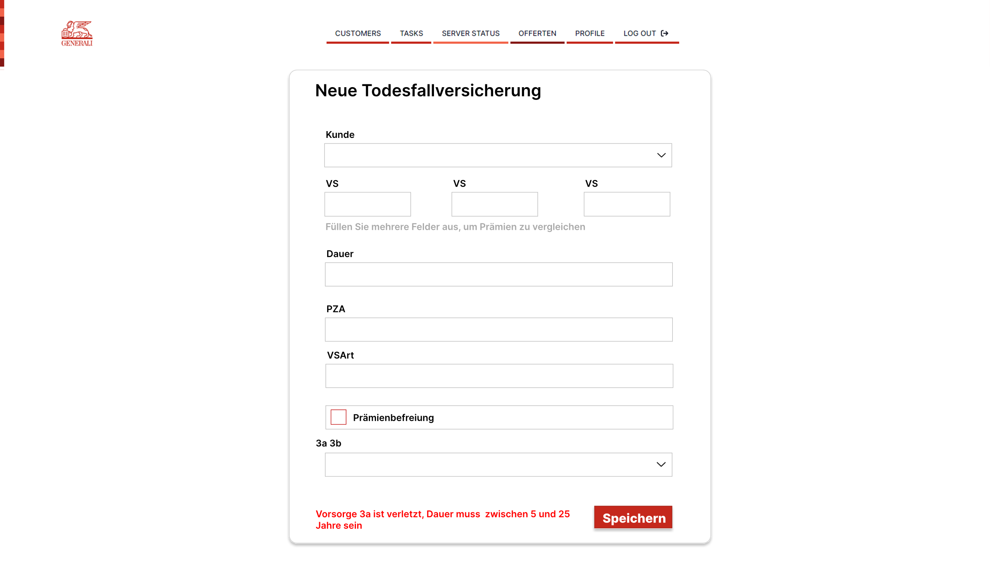 GENERALI
CUSTOMERS TASKS SERVER STATUS OFFERTEN PROFILE LOG OUT
Neue Todesfallversicherung
Kunde
VS VS VS
Füllen Sie mehrere Felder aus, um Prämien zu vergleichen
Dauer
PZA
VSArt
Prämienbefreiung
3a 3b
Vorsorge 3a ist verletzt, Dauer muss  zwischen 5 und 25
Jahre sein
Speichern